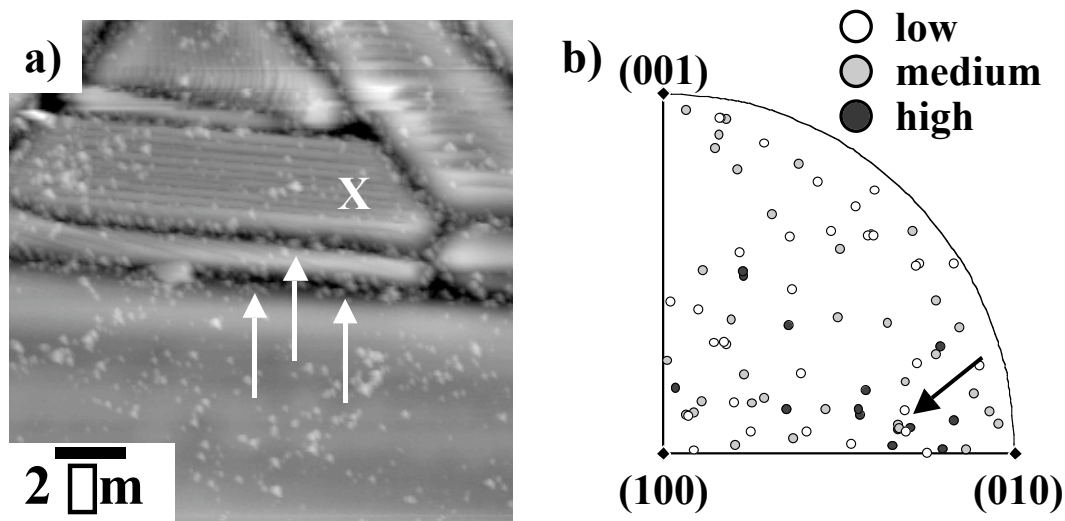 a)
X
2 □m
b)
low
medium
high
(001)
(100)
(010)